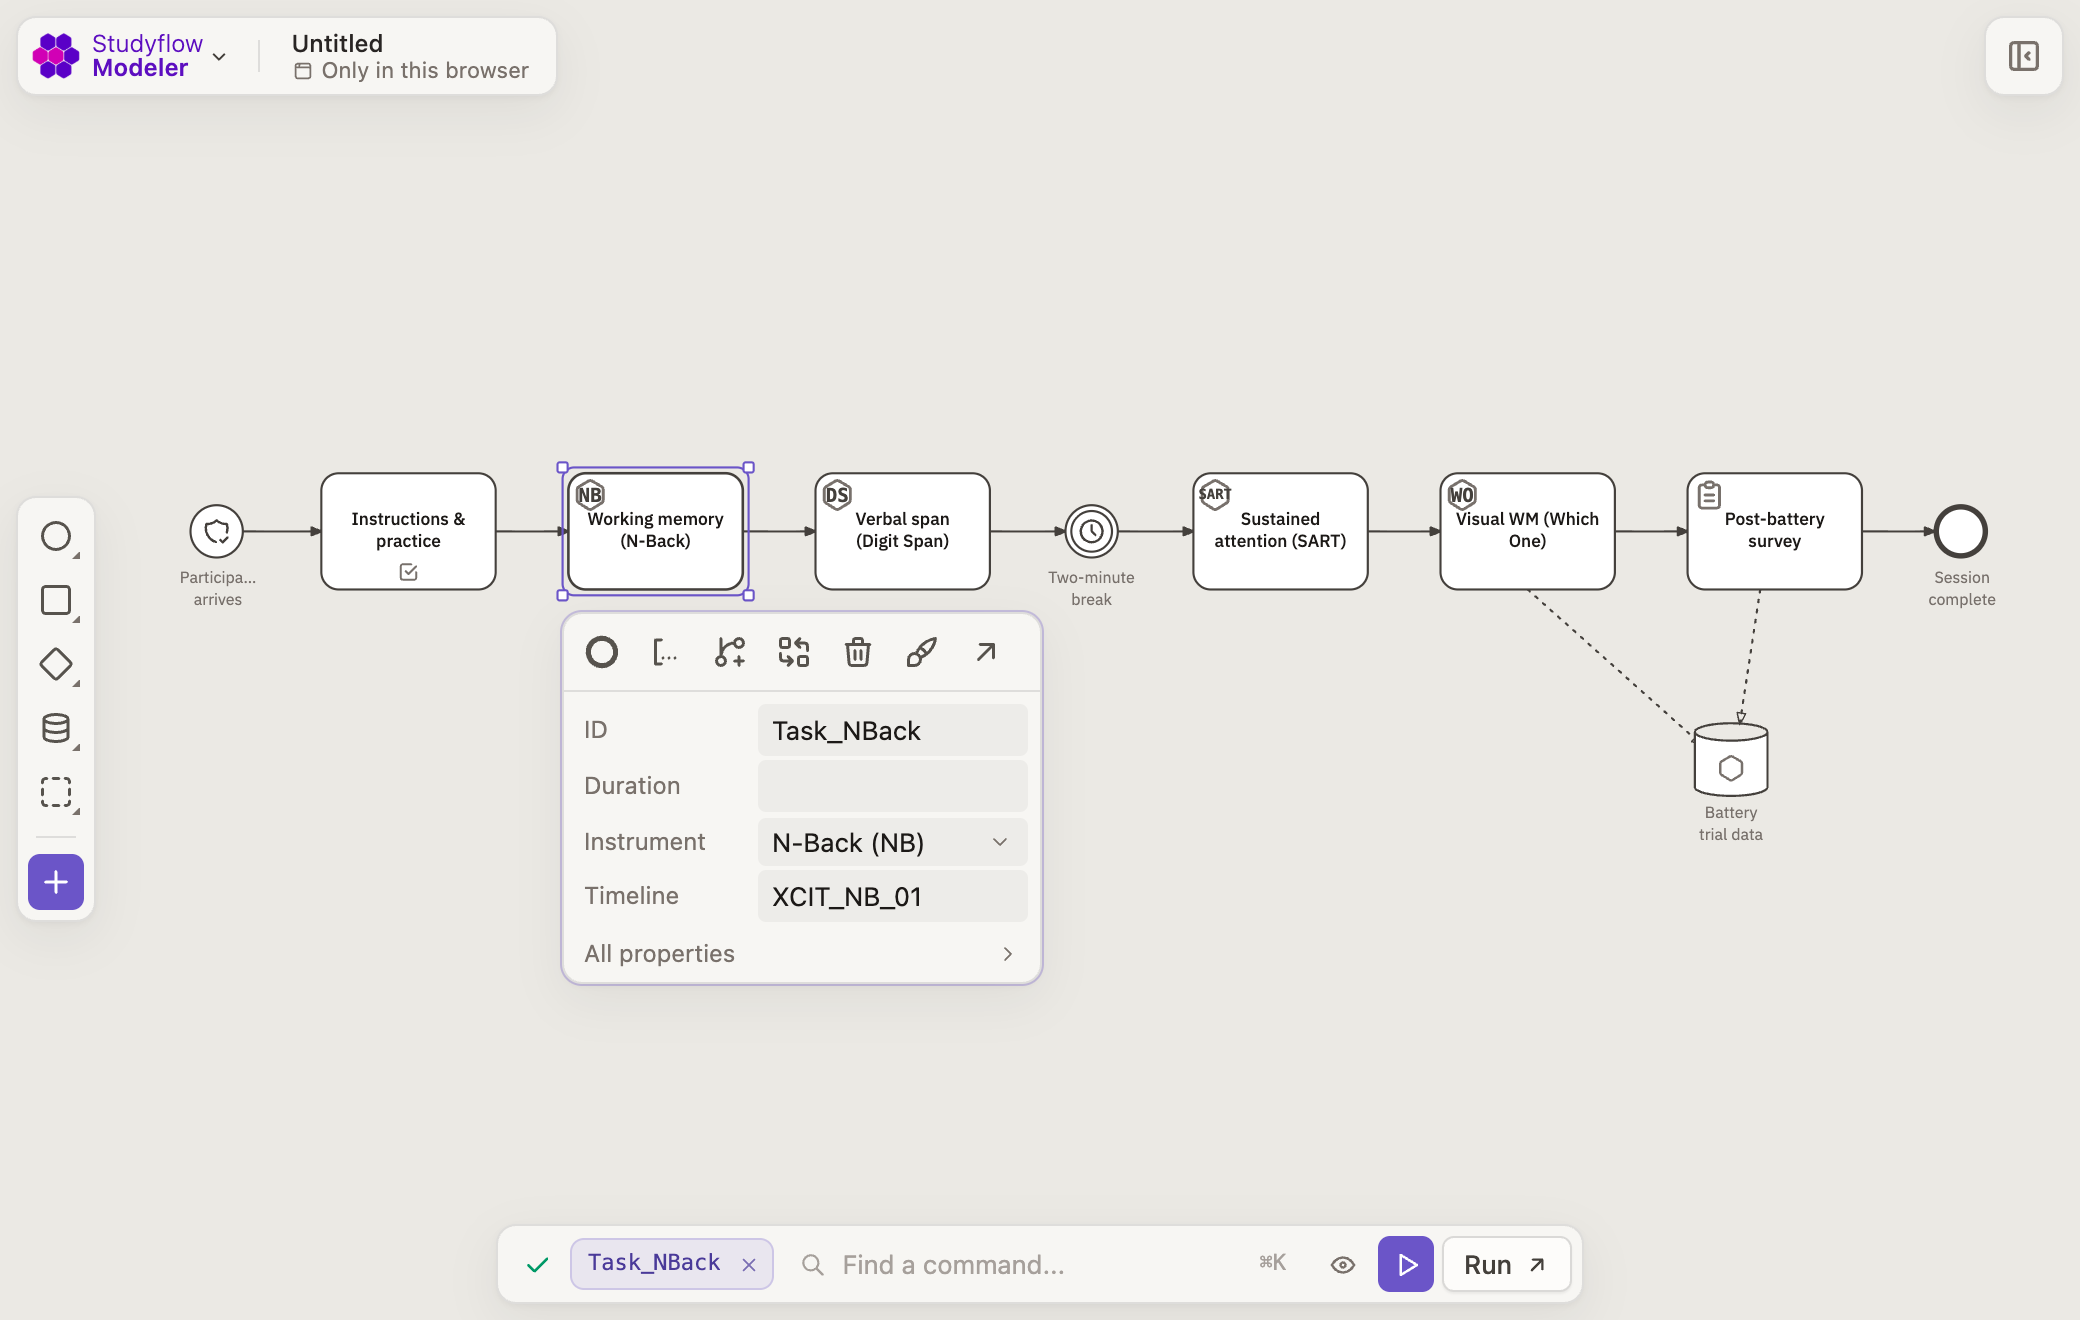 Studyflow
Modeler
Untitled
Only in this browser
Participa...
arrives
Instructions &
practice
NB
Working memory
(N-Back)
DS
Verbal span
(Digit Span)
Two-minute
break
SART
Sustained
attention (SART)
WO
Visual WM (Which
One)
Post-battery
survey
Session
complete
Battery
trial data
ID
Task_NBack
Duration
Instrument
N-Back (NB)
Timeline
XCIT_NB_01
All properties
Task_NBack
Find a command...
⌘K
Run